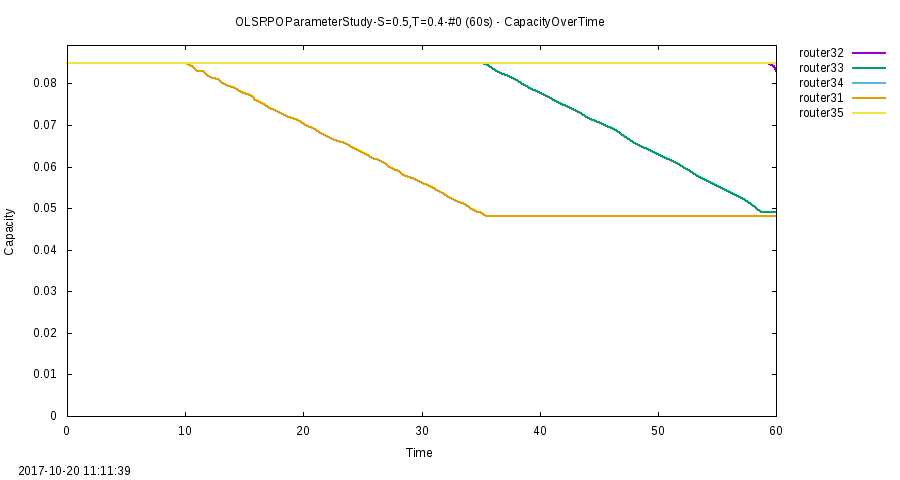 OLSRPOParameterStudy-S=0.5,T=0.4-#0 (60s) - CapacityOverTime
router32
router33
router34
router31
router35
0.08
0.07
0.06
0.05
0.04
0.03
0.02
0.01
0
Capacity
0 10 20 30 40 50 60
Time
2017-10-20 11:11:39